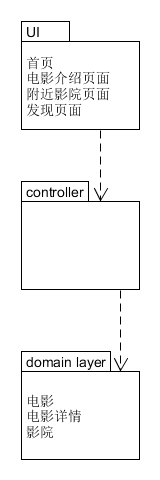 UI
首页
电影介绍页面
附近影院页面
发现页面
controller
domain layer
电影
电影详情
影院